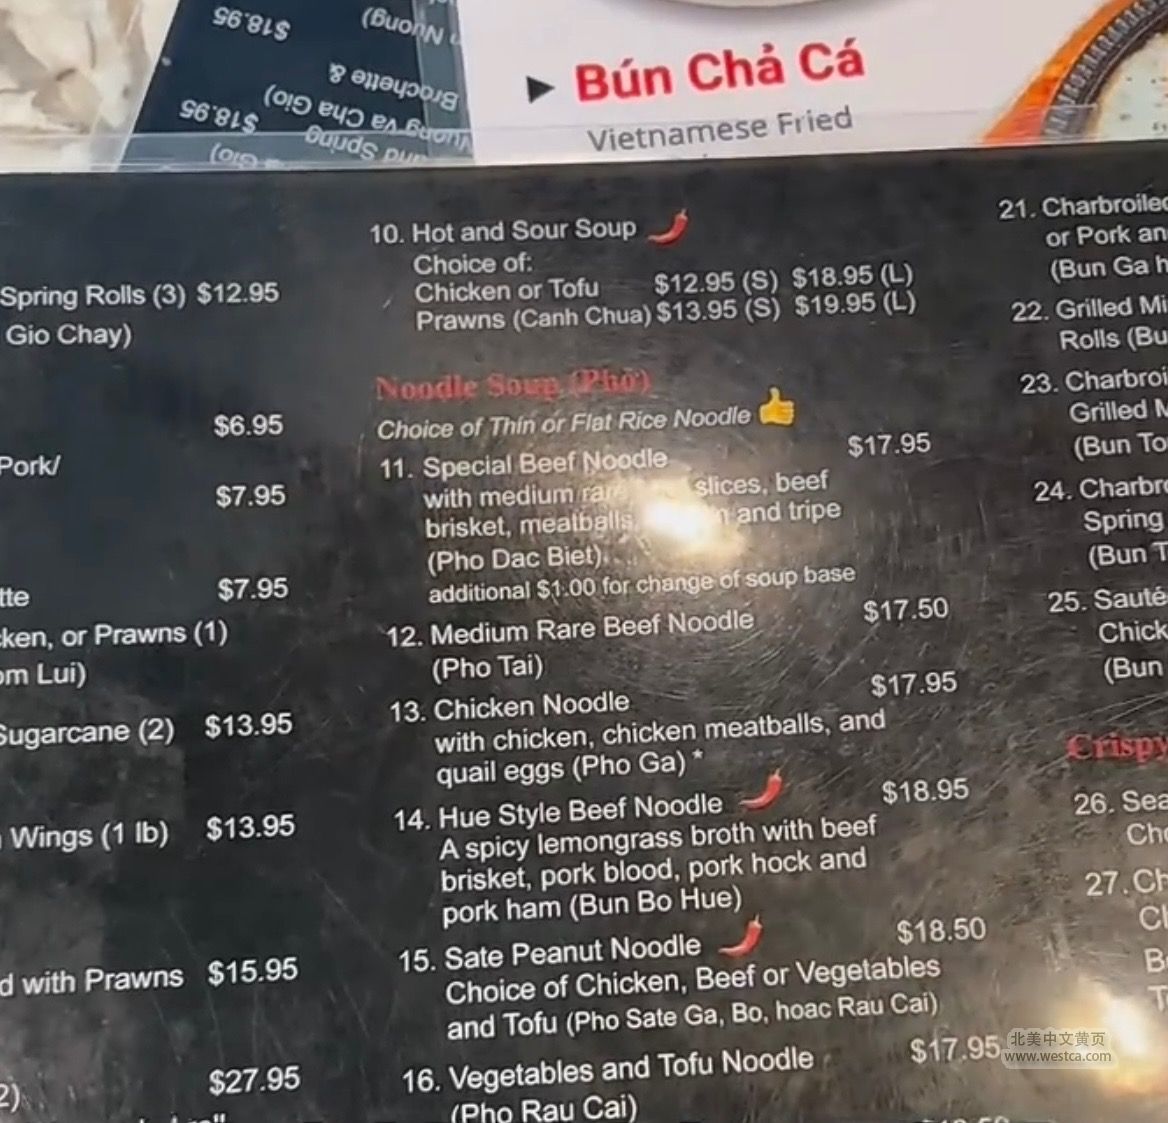 $18.95
Nuong)
Brochette &
Nuong va Cha Gio)
$18.95
and Spring
Gio)
Bún Chả Cá
Vietnamese Fried
Spring Rolls (3) $12.95
Gio Chay)
$6.95
Pork/
$7.95
$7.95
or Prawns (1)
Lui)
Sugarcane (2) $13.95
Wings (1 lb) $13.95
with Prawns $15.95
$27.95
10. Hot and Sour Soup
Choice of:
Chicken or Tofu $12.95 (S) $18.95 (L)
Prawns (Canh Chua) $13.95 (S) $19.95 (L)
Noodle Soup (Phở)
Choice of Thin or Flat Rice Noodle
11. Special Beef Noodle $17.95
with medium slices, beef
brisket, meatballs, and tripe
(Pho Dac Biet)
additional $1.00 for change of soup base
12. Medium Rare Beef Noodle $17.50
(Pho Tai)
13. Chicken Noodle $17.95
with chicken, chicken meatballs, and
quail eggs (Pho Ga) *
14. Hue Style Beef Noodle $18.95
A spicy lemongrass broth with beef
brisket, pork blood, pork hock and
pork ham (Bun Bo Hue)
15. Sate Peanut Noodle $18.50
Choice of Chicken, Beef or Vegetables
and Tofu (Pho Sate Ga, Bo, hoac Rau Cai)
16. Vegetables and Tofu Noodle $17.95
(Pho Rau Cai)
21. Charbroiled
or Pork an
(Bun Ga
22. Grilled
Rolls (Bu
23.
Grilled
(Bun To
24.
Spring
(Bun
25. Sauté
(Bun
Crispy
26.
27.
北美中文黄页
www.westca.com